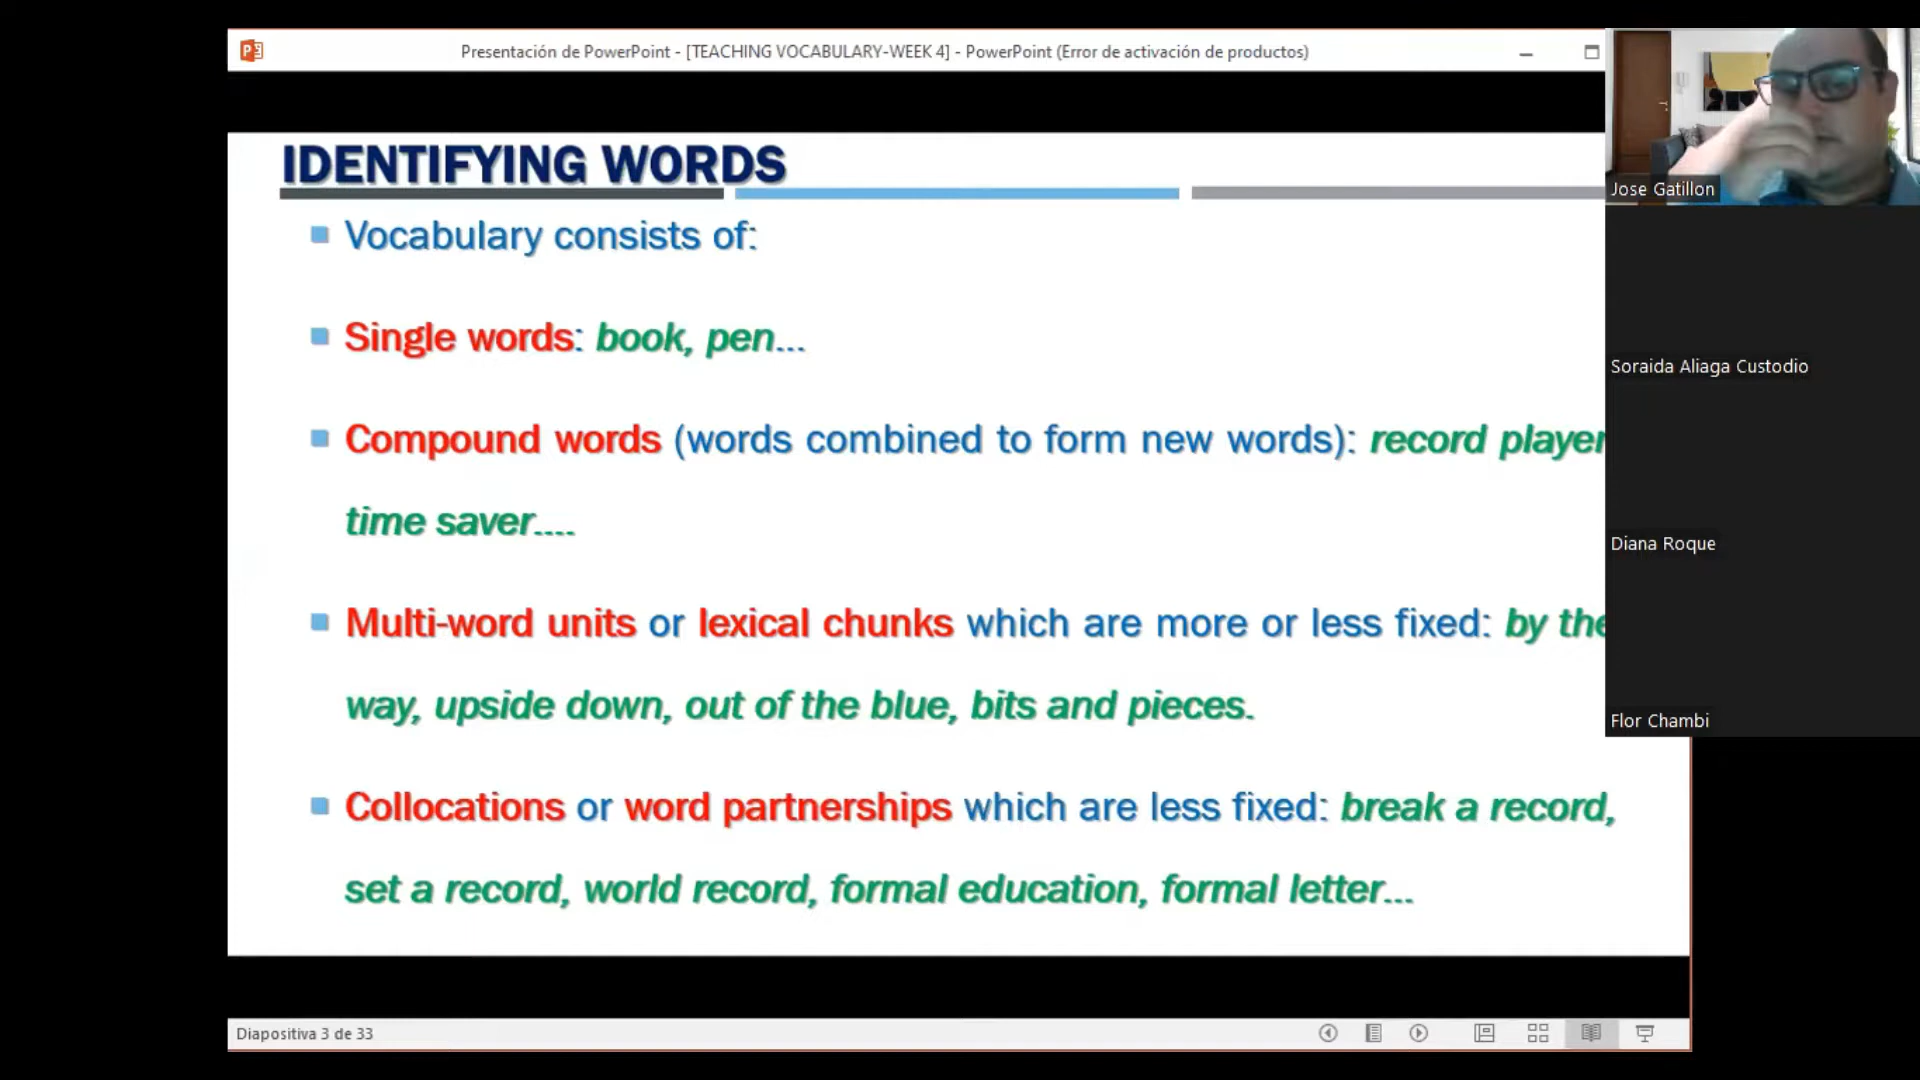 Presentación de PowerPoint - [TEACHING VOCABULARY-WEEK 4] - PowerPoint (Error de activación de productos)
IDENTIFYING WORDS
Vocabulary consists of:
Single words: book, pen...
Compound words (words combined to form new words): record player
time saver....
Multi-word units or lexical chunks which are more or less fixed: by the
way, upside down, out of the blue, bits and pieces.
Collocations or word partnerships which are less fixed: break a record,
set a record, world record, formal education, formal letter...
Diapositiva 3 de 33
Jose Gatillon
Soraida Aliaga Custodio
Diana Roque
Flor Chambi